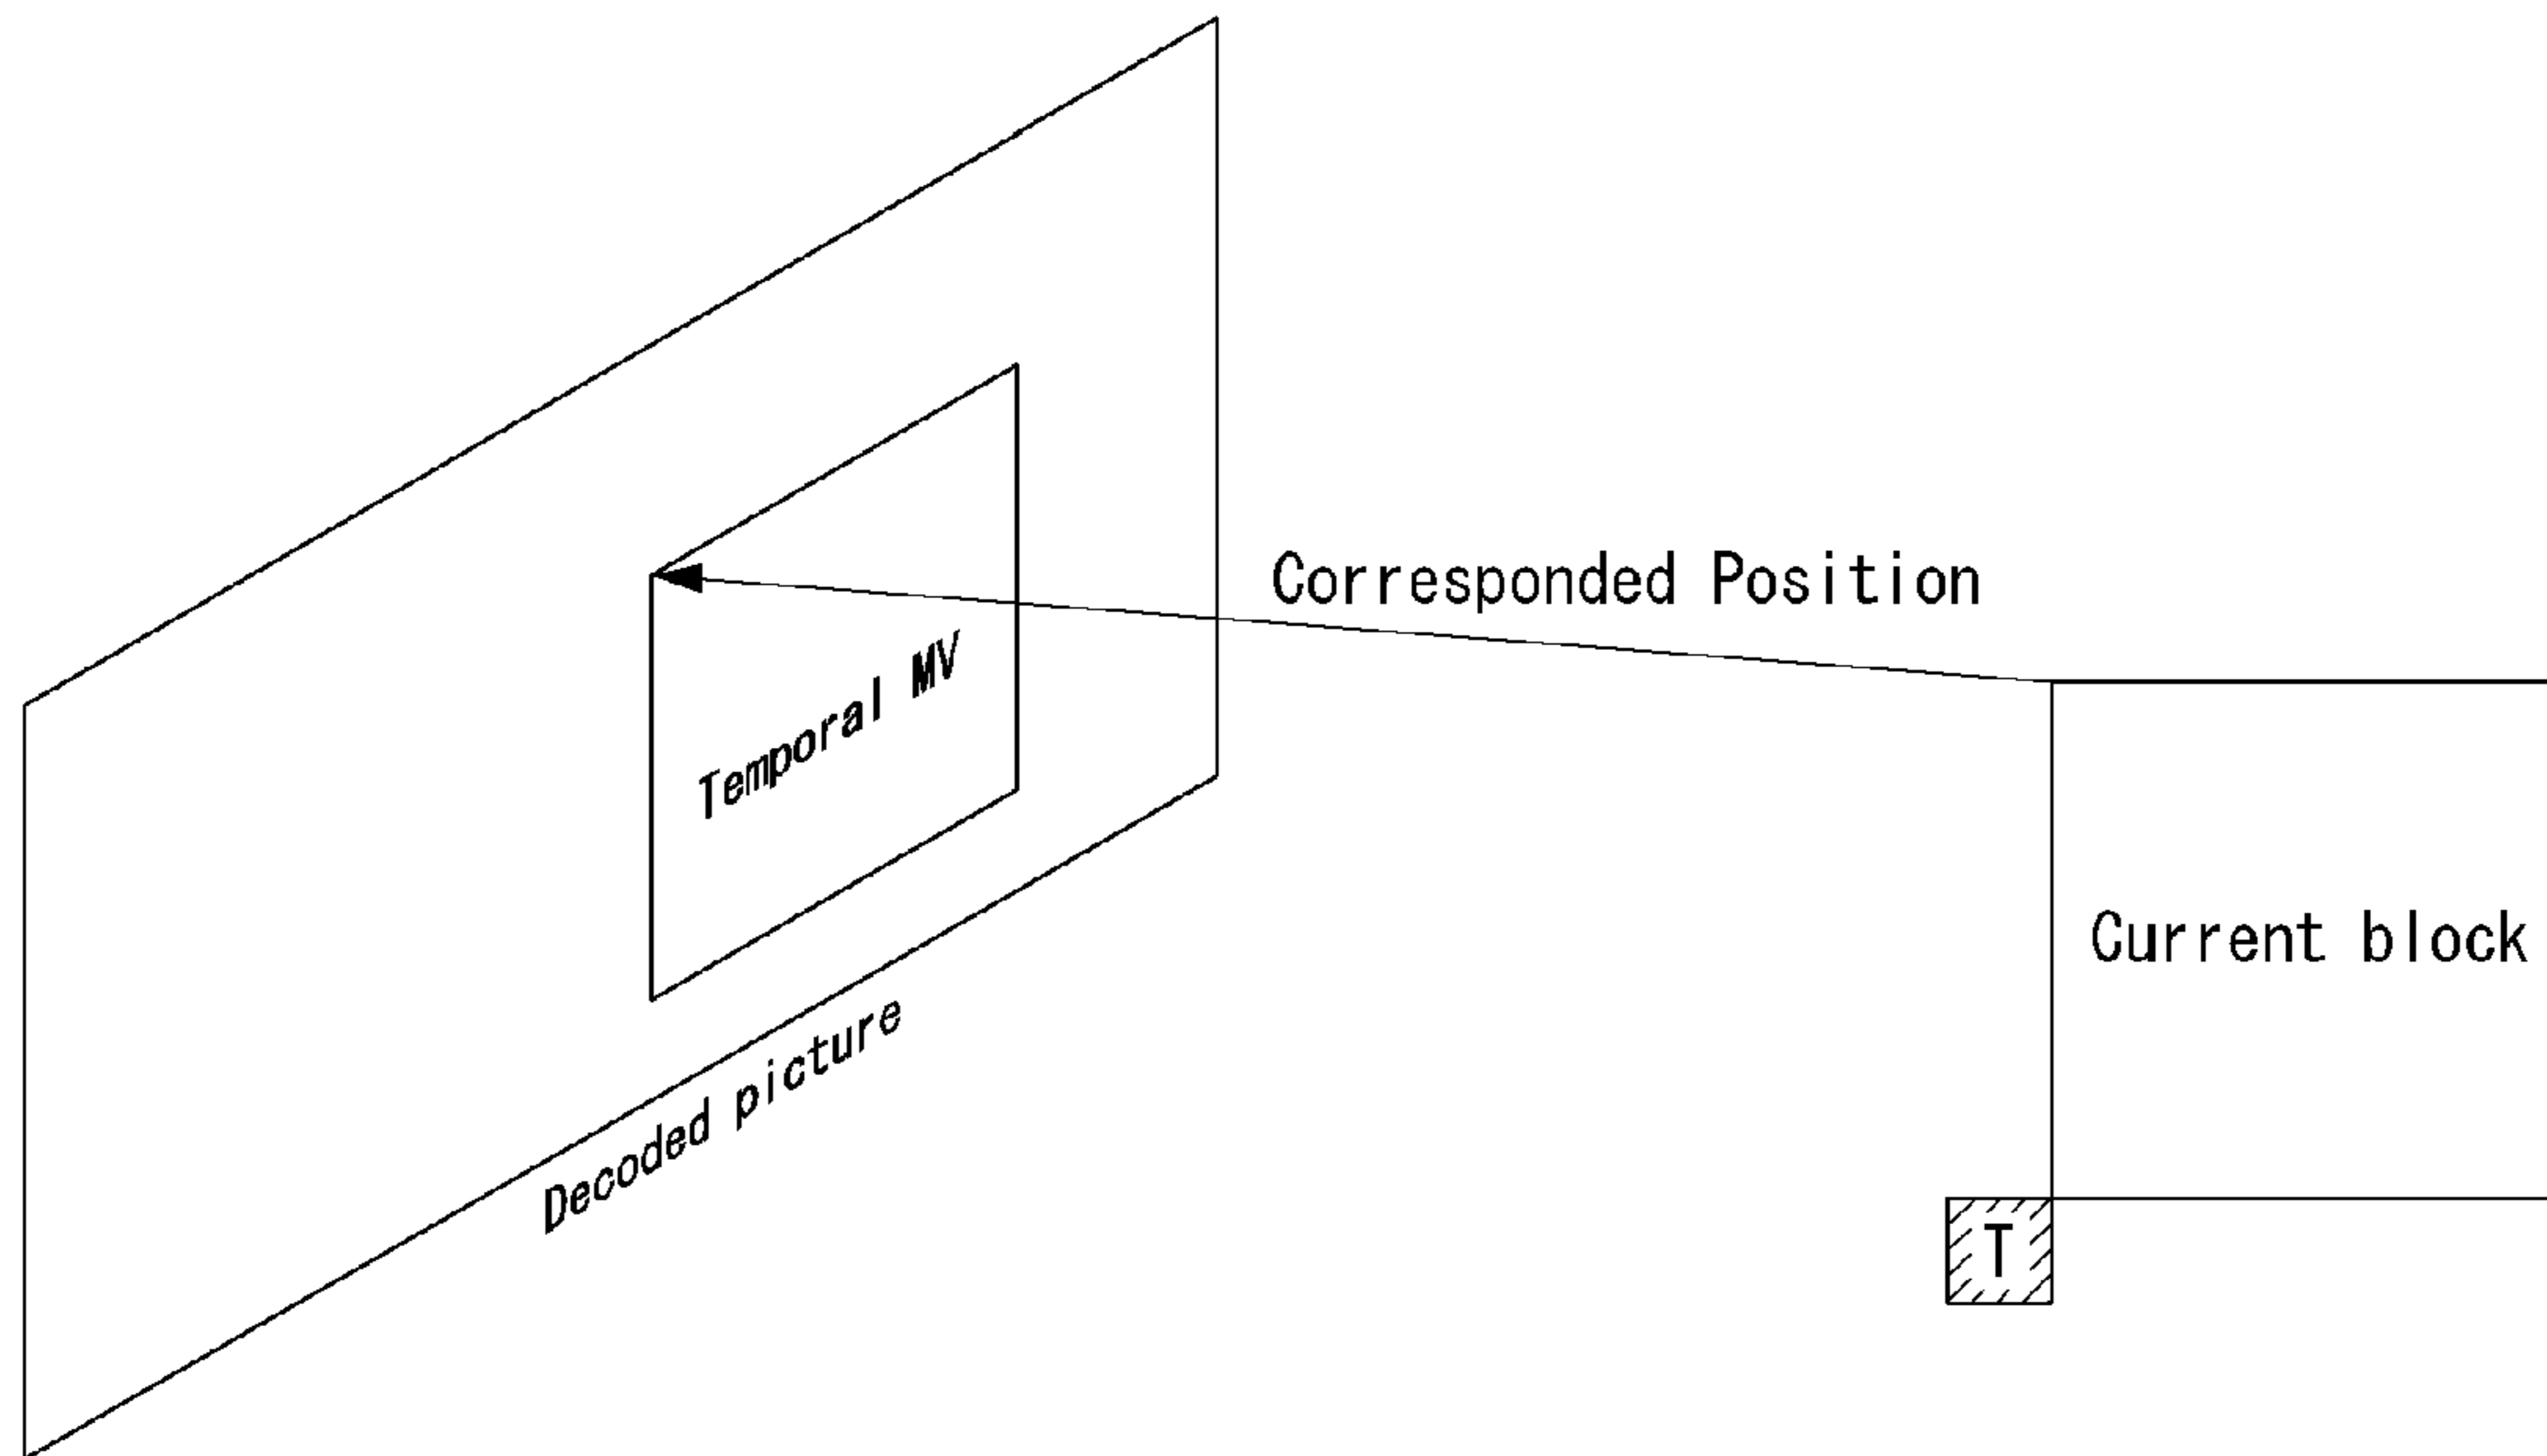 Corresponded Position
Temporal MV
Current block
Decoded picture
T